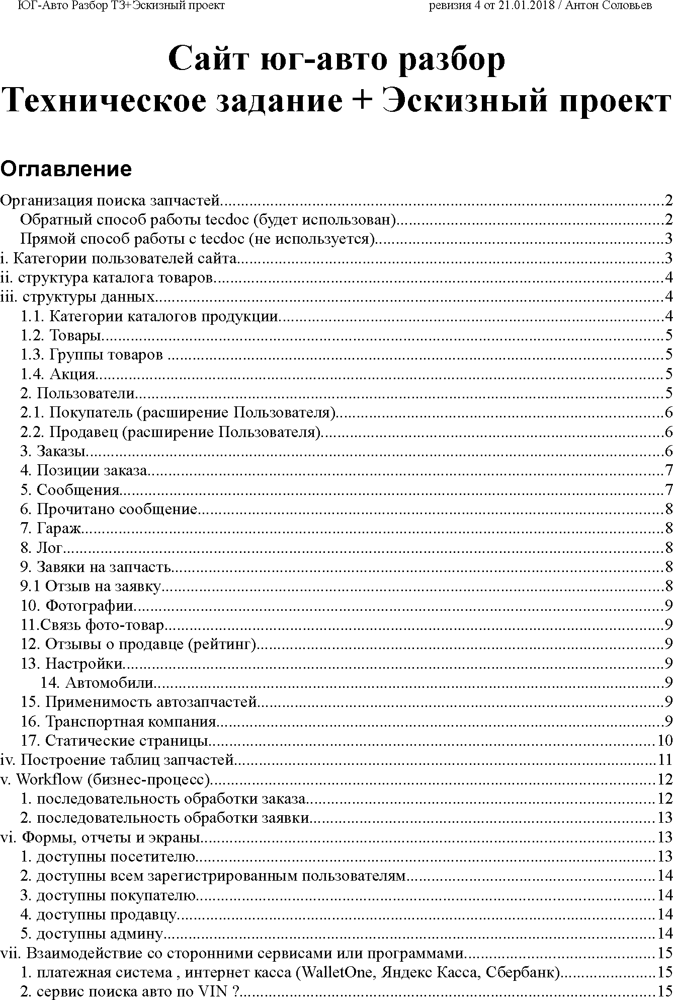 ЮГ-Авто Разбор ТЗ+Эскизный проект ревизия 4 от 21.01.2018 / Антон Соловьев
Сайт юг-авто разбор
Техническое задание + Эскизный проект
Оглавление
Организация поиска запчастей....................2
Обратный способ работы tecdoc (будет использован)....................2
Прямой способ работы с tecdoc (не используется)....................3
i. Категории пользователей сайта....................3
ii. структура каталога товаров....................4
iii. структуры данных....................4
1.1. Категории каталогов продукции....................4
1.2. Товары....................5
1.3. Группы товаров ....................5
1.4. Акция....................5
2. Пользователи....................5
2.1. Покупатель (расширение Пользователя)....................6
2.2. Продавец (расширение Пользователя)....................6
3. Заказы....................6
4. Позиции заказа....................7
5. Сообщения....................7
6. Прочитано сообщение....................8
7. Гараж....................8
8. Лог....................8
9. Завяки на запчасть....................8
9.1 Отзыв на заявку....................8
10. Фотографии....................9
11.Связь фото-товар....................9
12. Отзывы о продавце (рейтинг)....................9
13. Настройки....................9
14. Автомобили....................9
15. Применимость автозапчастей....................9
16. Транспортная компания....................9
17. Статические страницы....................10
iv. Построение таблиц запчастей....................11
v. Workflow (бизнес-процесс)....................12
1. последовательность обработки заказа....................12
2. последовательность обработки заявки....................13
vi. Формы, отчеты и экраны....................13
1. доступны посетителю....................13
2. доступны всем зарегистрированным пользователям....................14
3. доступны покупателю....................14
4. доступны продавцу....................14
5. доступны админу....................14
vii. Взаимодействие со сторонними сервисами или программами....................15
1. платежная система , интернет касса (WalletOne, Яндекс Касса, Сбербанк)....................15
2. сервис поиска авто по VIN ?....................15